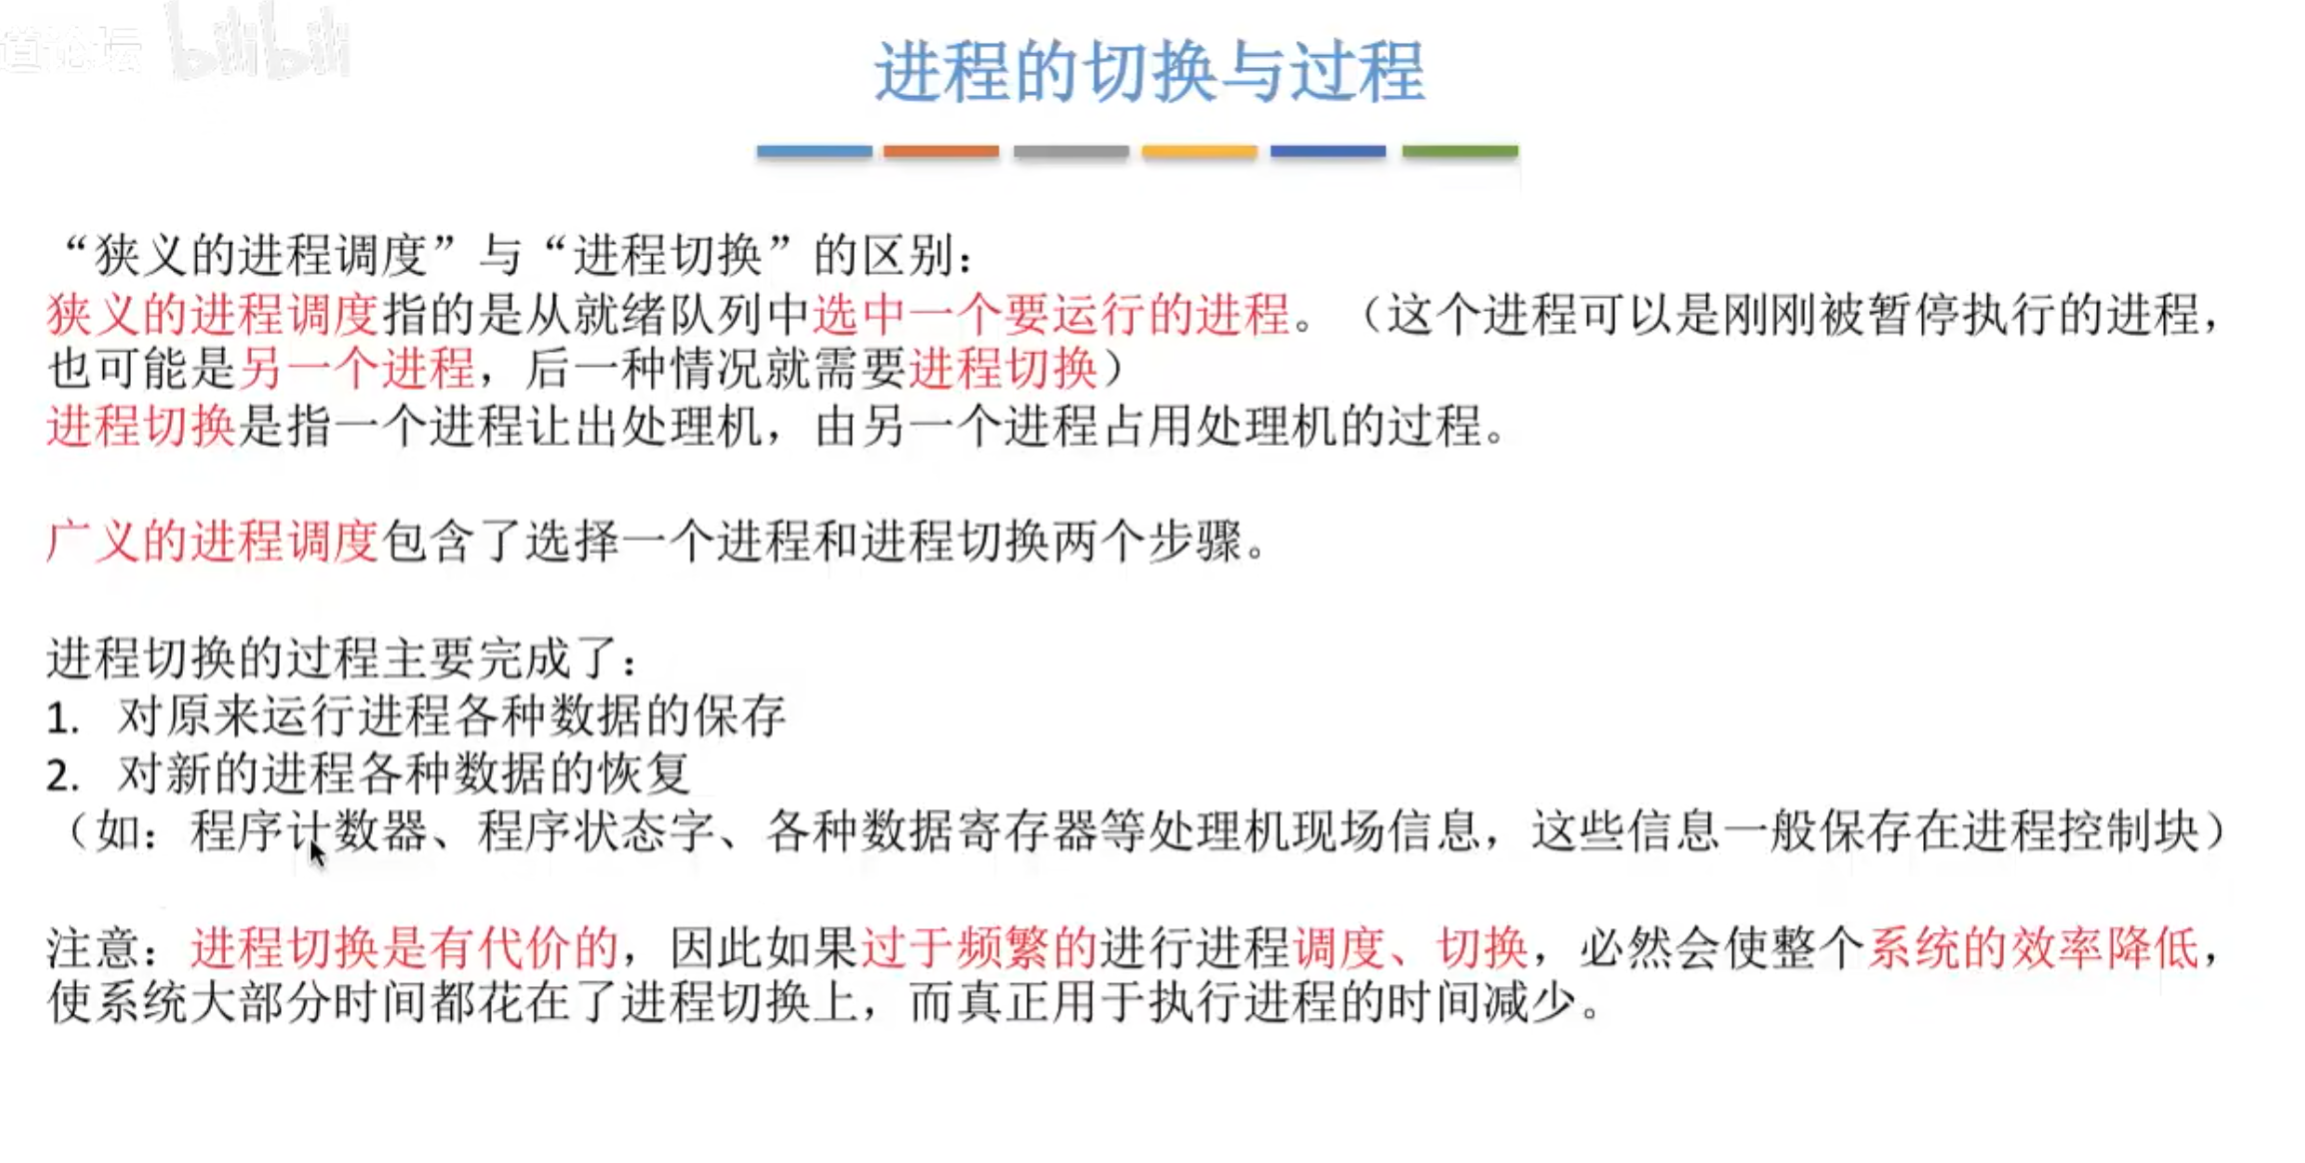 道论坛 bilibili
进程的切换与过程
“狭义的进程调度”与“进程切换”的区别：
狭义的进程调度指的是从就绪队列中选中一个要运行的进程。（这个进程可以是刚刚被暂停执行的进程，
也可能是另一个进程，后一种情况就需要进程切换）
进程切换是指一个进程让出处理机，由另一个进程占用处理机的过程。
广义的进程调度包含了选择一个进程和进程切换两个步骤。
进程切换的过程主要完成了：
1. 对原来运行进程各种数据的保存
2. 对新的进程各种数据的恢复
（如：程序计数器、程序状态字、各种数据寄存器等处理机现场信息，这些信息一般保存在进程控制块）
注意：进程切换是有代价的，因此如果过于频繁的进行进程调度、切换，必然会使整个系统的效率降低，
使系统大部分时间都花在了进程切换上，而真正用于执行进程的时间减少。